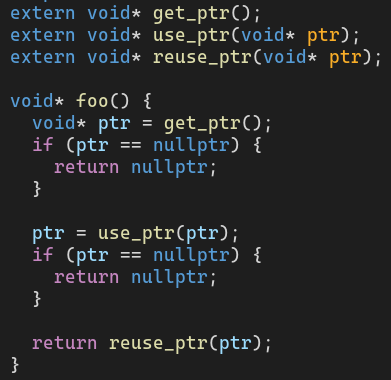 extern void* get_ptr();
extern void* use_ptr(void* ptr);
extern void* reuse_ptr(void* ptr);

void* foo() {
  void* ptr = get_ptr();
  if (ptr == nullptr) {
    return nullptr;
  }

  ptr = use_ptr(ptr);
  if (ptr == nullptr) {
    return nullptr;
  }

  return reuse_ptr(ptr);
}